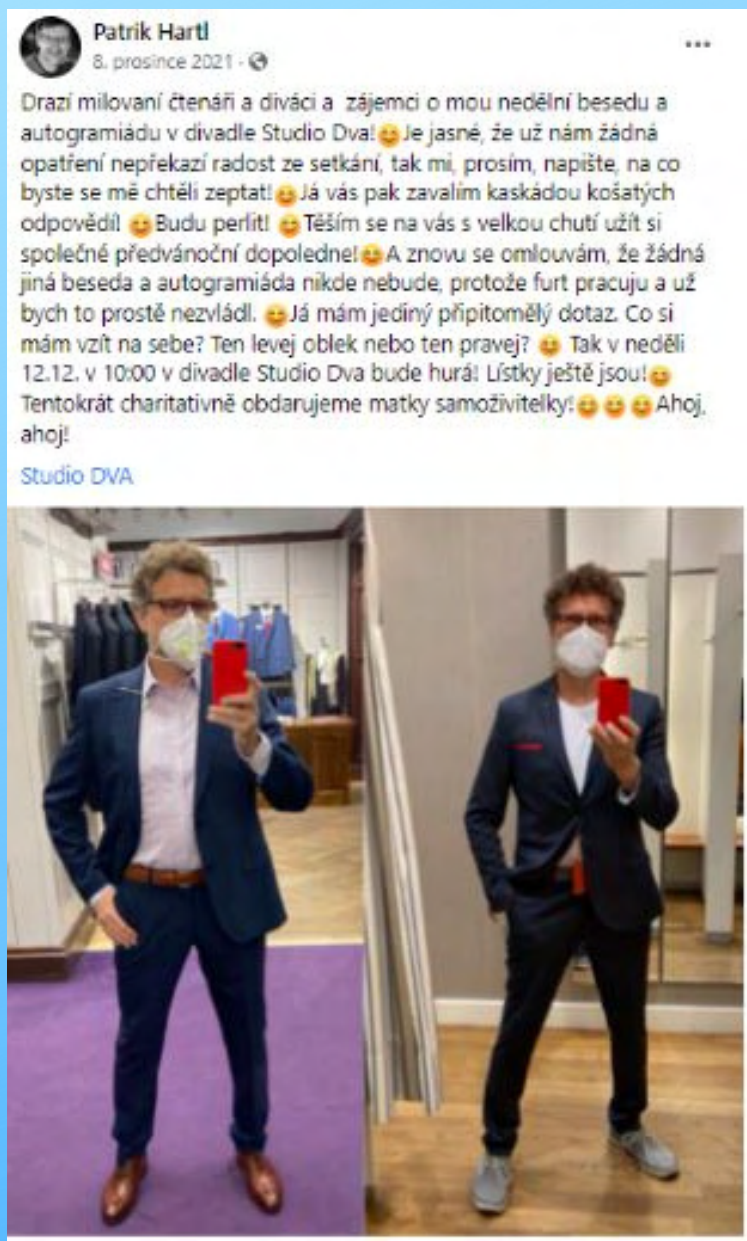 Patrik Hartl
8. prosince 2021 ·
Drazí milovaní čtenáři a diváci a zájemci o mou nedělní besedu a
autogramiádu v divadle Studio Dva!😊Je jasné, že už nám žádná
opatření nepřekazí radost ze setkání, tak mi, prosím, napište, na co
byste se mě chtěli zeptat!😊Já vás pak zavalím kaskádou košatých
odpovědí! 😊Budu perlit! 😊Těším se na vás s velkou chutí užít si
společné předvánoční dopoledne!😊A znovu se omlouvám, že žádná
jiná beseda a autogramiáda nikde nebude, protože furt pracuju a už
bych to prostě nezvládl. 😊Já mám jediný připitomělý dotaz. Co si
mám vzít na sebe? Ten levej oblek nebo ten pravej? 😊 Tak v neděli
12.12. v 10:00 v divadle Studio Dva bude hurá! Lístky ještě jsou!😊
Tentokrát charitativně obdarujeme matky samoživitelky!😊😊😊Ahoj,
ahoj!
Studio DVA